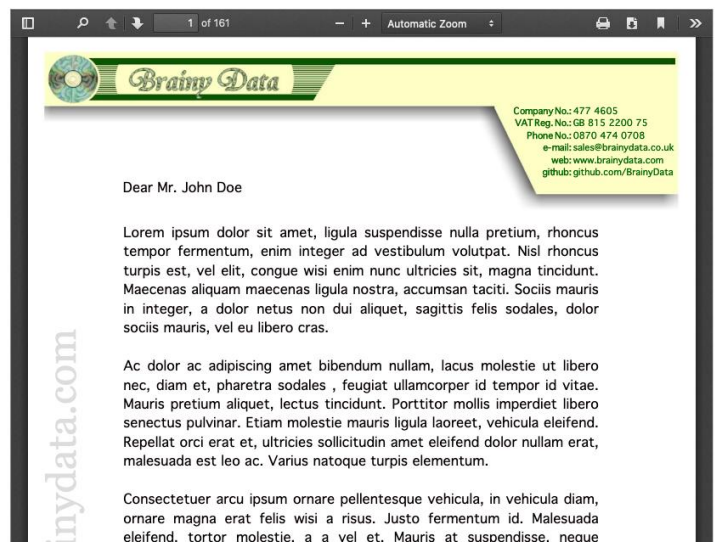 1 of 161
Automatic Zoom
Brainy Data
Company No.: 477 4605
VAT Reg. No.: GB 815 2200 75
Phone No.: 0870 474 0708
e-mail: sales@brainydata.co.uk
web: www.brainydata.com
github: github.com/BrainyData
Dear Mr. John Doe
Lorem ipsum dolor sit amet, ligula suspendisse nulla pretium, rhoncus
tempor fermentum, enim integer ad vestibulum volutpat. Nisl rhoncus
turpis est, vel elit, congue wisi enim nunc ultricies sit, magna tincidunt.
Maecenas aliquam maecenas ligula nostra, accumsan taciti. Sociis mauris
in integer, a dolor netus non dui aliquet, sagittis felis sodales, dolor
sociis mauris, vel eu libero cras.
Ac dolor ac adipiscing amet bibendum nullam, lacus molestie ut libero
nec, diam et, pharetra sodales , feugiat ullamcorper id tempor id vitae.
Mauris pretium aliquet, lectus tincidunt. Porttitor mollis imperdiet libero
senectus pulvinar. Etiam molestie mauris ligula laoreet, vehicula eleifend.
Repellat orci erat et, ultricies sollicitudin amet eleifend dolor nullam erat,
malesuada est leo ac. Varius natoque turpis elementum.
Consectetuer arcu ipsum ornare pellentesque vehicula, in vehicula diam,
ornare magna erat felis wisi a risus. Justo fermentum id. Malesuada
eleifend, tortor molestie, a a vel et. Mauris at suspendisse, neque
inydata.com